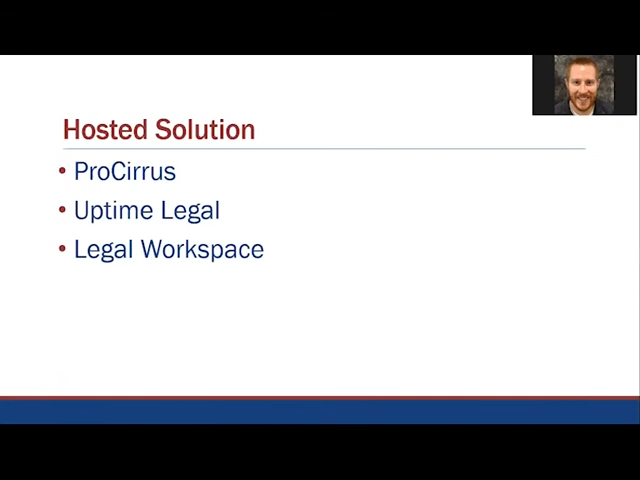 Hosted Solution
• ProCirrus
• Uptime Legal
• Legal Workspace